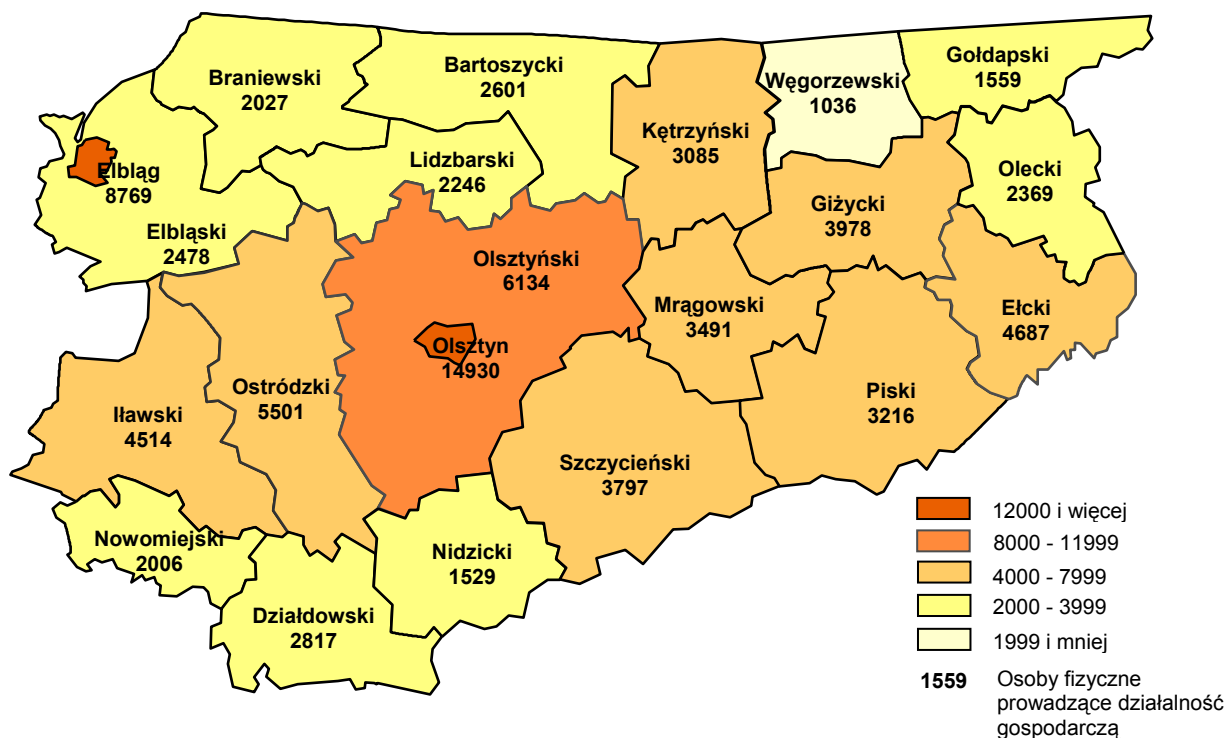 Braniewski
2027
Bartoszycki
2601
Węgorzewski
1036
Gołdapski
1559
Kętrzyński
3085
Elbląg
8769
Lidzbarski
2246
Olecki
2369
Elbląski
2478
Giżycki
3978
Olsztyński
6134
Mrągowski
3491
Ełcki
4687
Olsztyn
14930
Ostródzki
5501
Piski
3216
Iławski
4514
Szczycieński
3797
Nowomiejski
2006
Nidzicki
1529
Działdowski
2817
12000 i więcej
8000 - 11999
4000 - 7999
2000 - 3999
1999 i mniej
1559 Osoby fizyczne
prowadzące działalność
gospodarczą